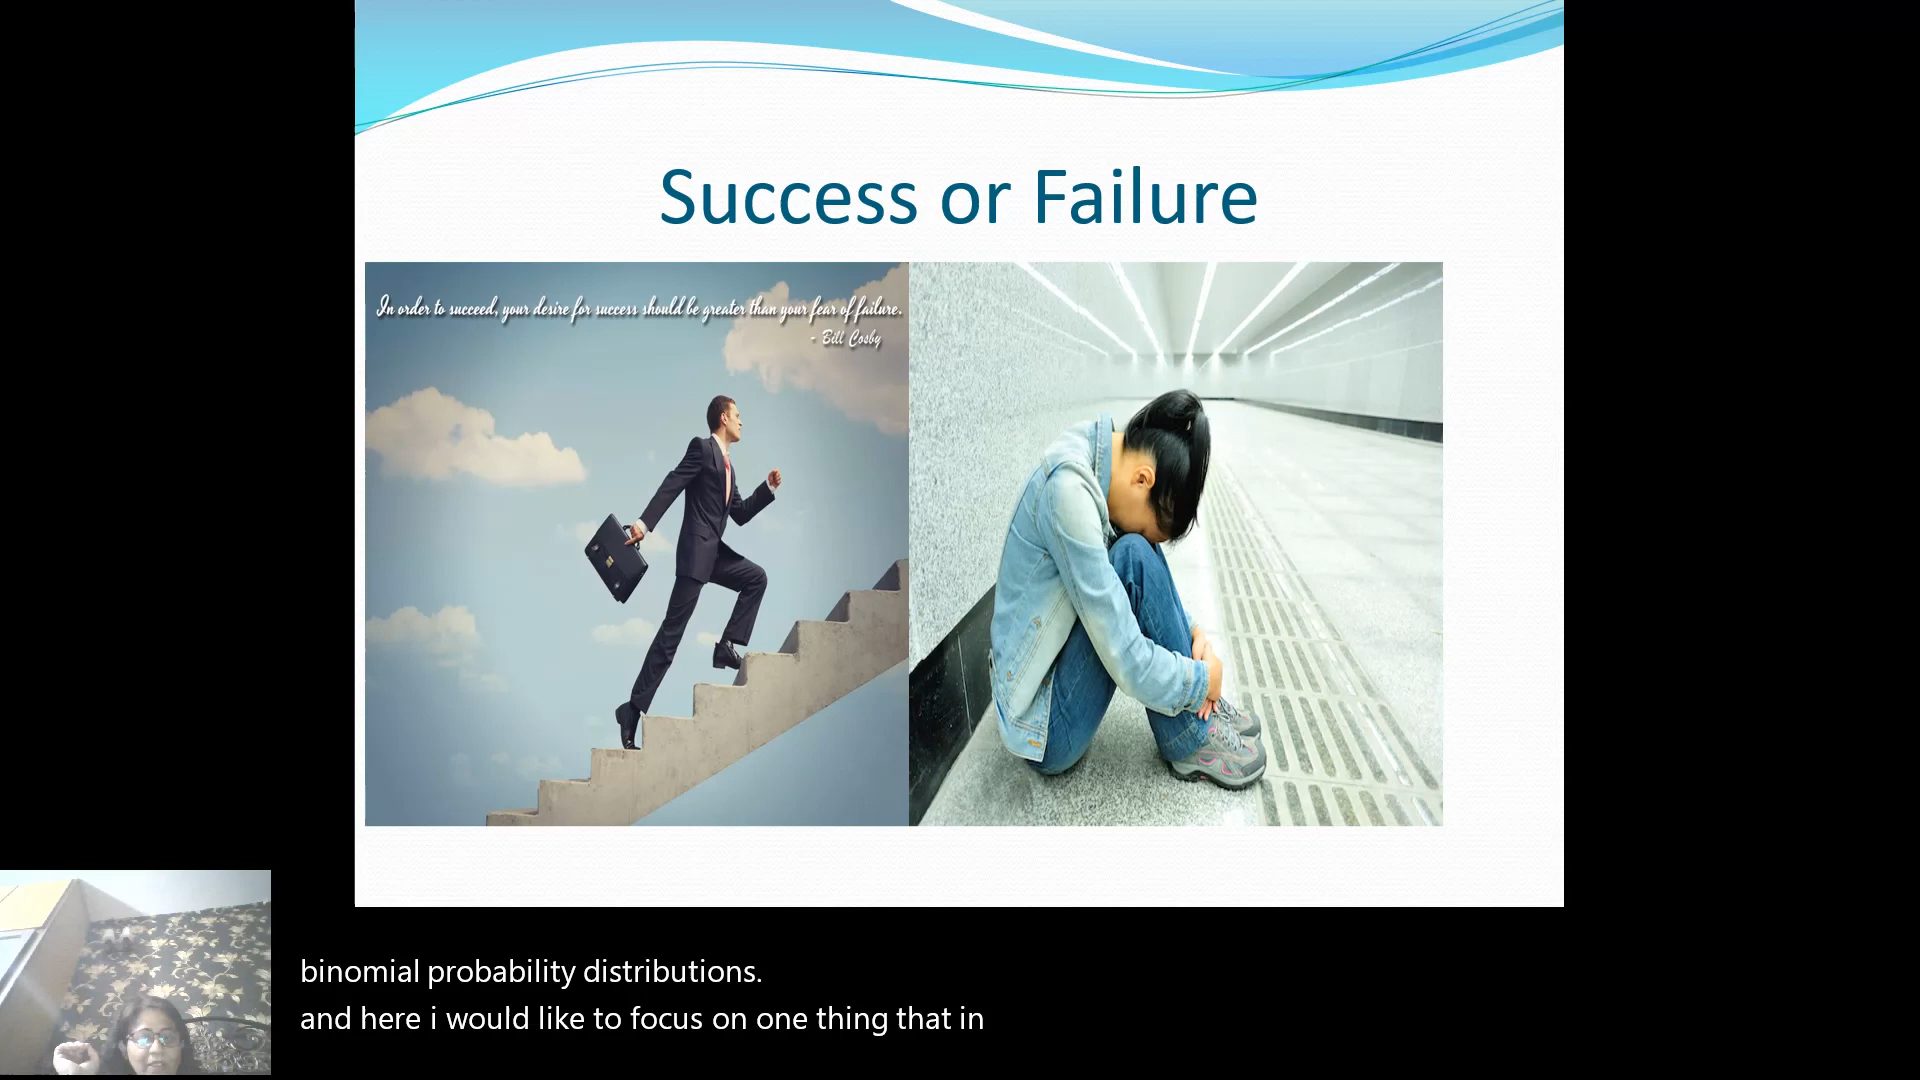 Success or Failure
In order to succeed, your desire for success should be greater than your fear of failure.
- Bill Cosby
binomial probability distributions.
and here i would like to focus on one thing that in